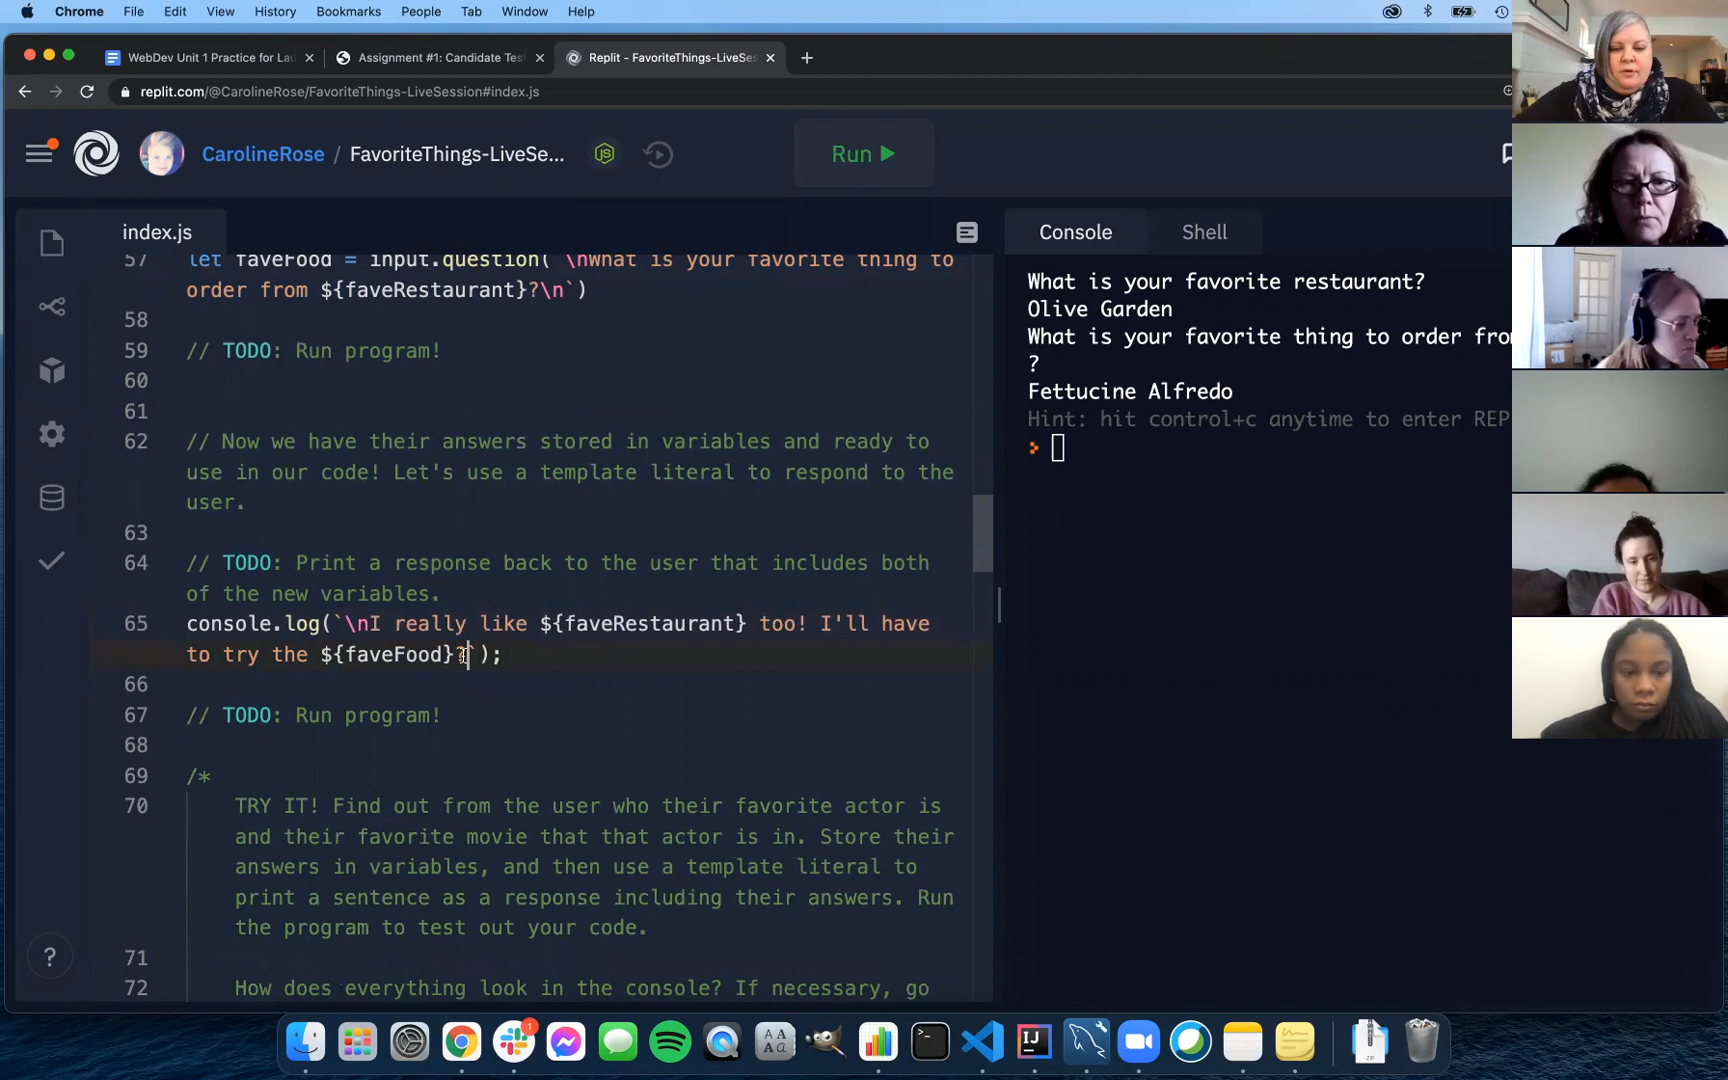 Chrome File Edit View History Bookmarks People Tab Window Help
WebDev Unit 1 Practice for La
Assignment #1: Candidate Tes
Replit - FavoriteThings-LiveSes
replit.com/@CarolineRose/FavoriteThings-LiveSession#index.js
CarolineRose / FavoriteThings-LiveSe...
JS
Run
index.js
Console
Shell
57 let faveFood = input.question(`\nWhat is your favorite thing to
order from ${faveRestaurant}?\n`)
58
59 // TODO: Run program!
60
61
62 // Now we have their answers stored in variables and ready to
use in our code! Let's use a template literal to respond to the
user.
63
64 // TODO: Print a response back to the user that includes both
of the new variables.
65 console.log(`\nI really like ${faveRestaurant} too! I'll have
to try the ${faveFood}?`);
66
67 // TODO: Run program!
68
69 /*
70 TRY IT! Find out from the user who their favorite actor is
and their favorite movie that that actor is in. Store their
answers in variables, and then use a template literal to
print a sentence as a response including their answers. Run
the program to test out your code.
71
72 How does everything look in the console? If necessary, go
What is your favorite restaurant?
Olive Garden
What is your favorite thing to order fro
?
Fettucine Alfredo
Hint: hit control+c anytime to enter REP
>
?
1
A A
A A
IJ
ZIP